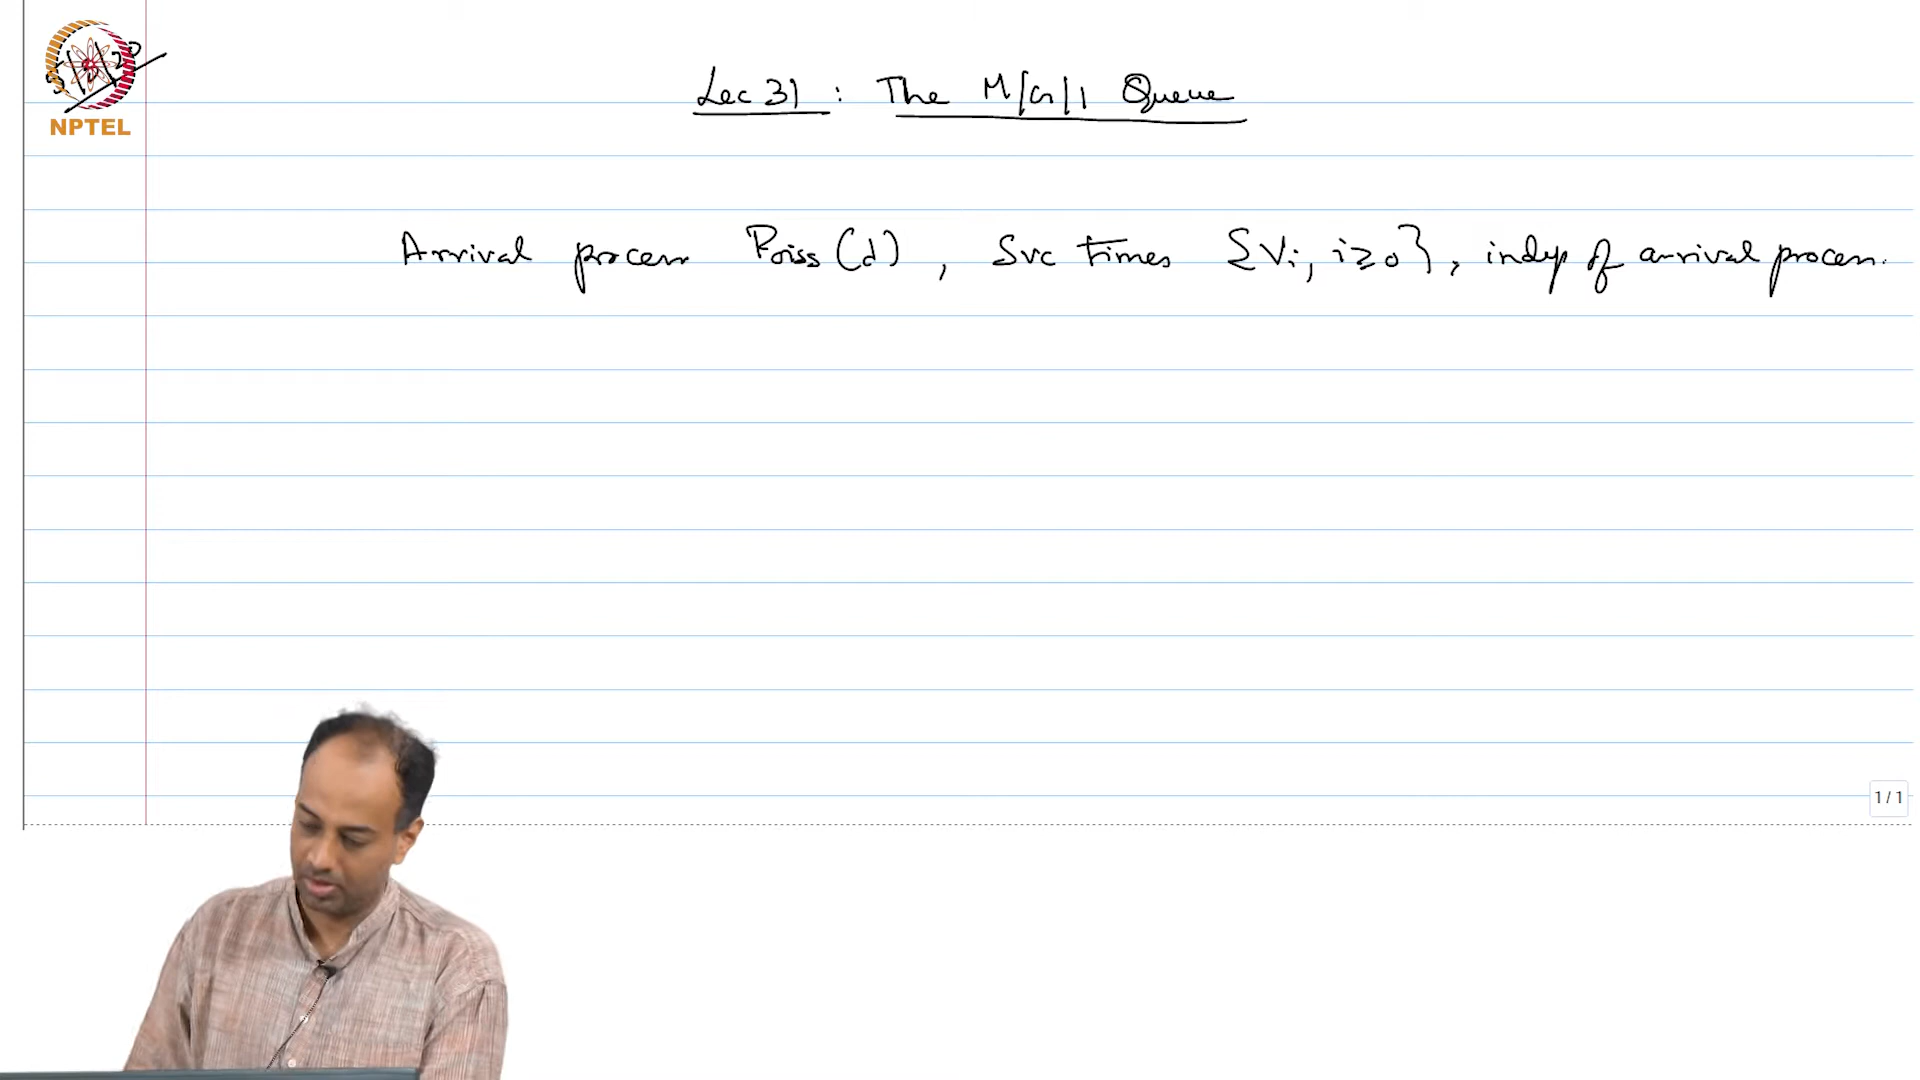 NPTEL
Lec 31 : The M/G/1 Queue
Arrival process Poiss(λ), Svc times {Vi, i≥0}, indep of arrival process.
1 / 1